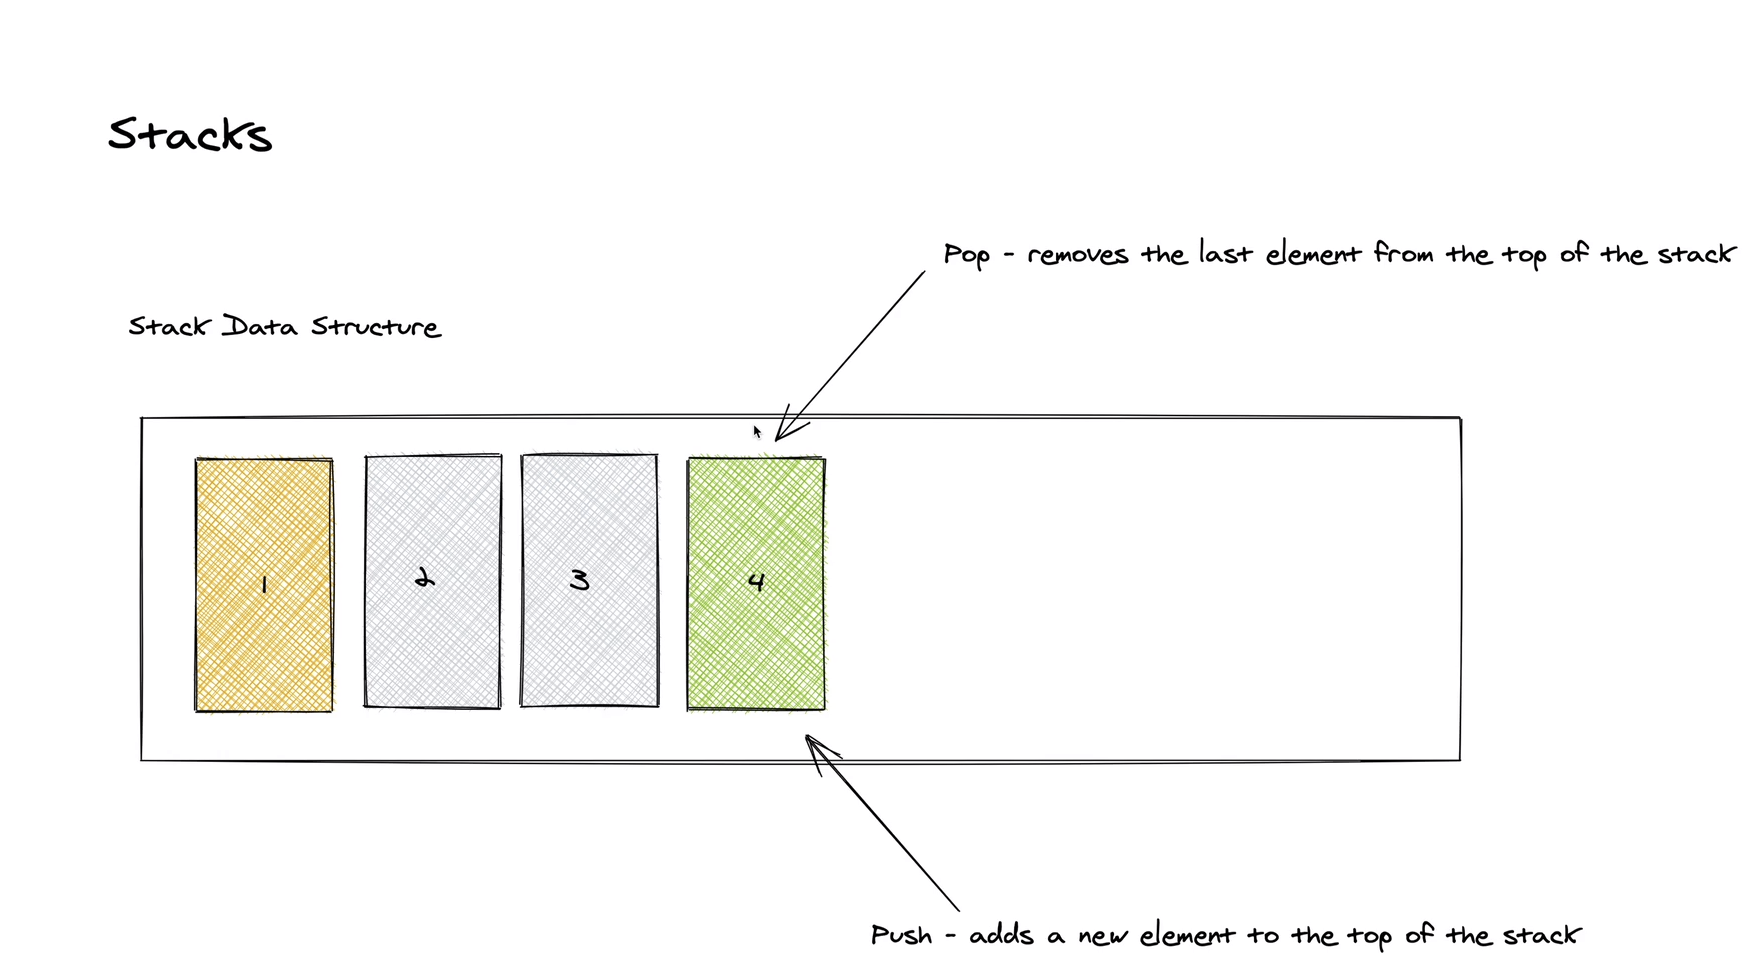 Stacks
Pop - removes the last element from the top of the stack
Stack Data Structure
1
2
3
4
Push - adds a new element to the top of the stack